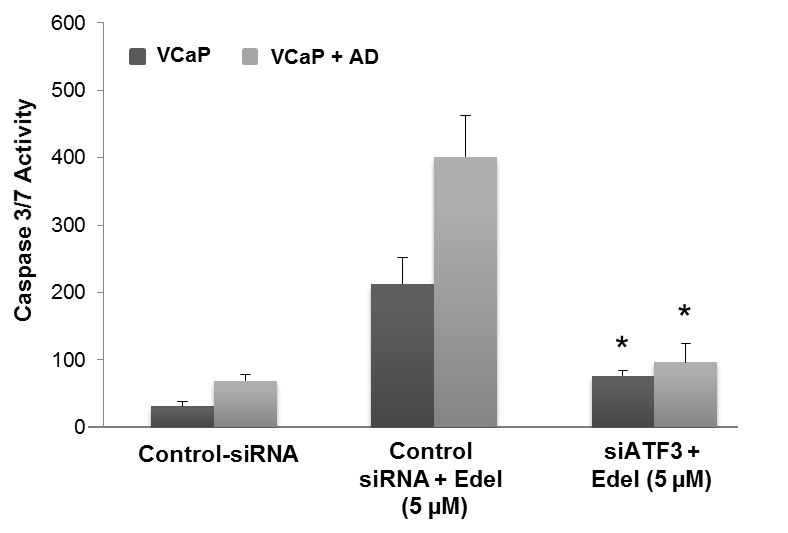 600
500
400
300
200
100
0
Caspase 3/7 Activity
VCaP
VCaP + AD
*
*
Control-siRNA
Control
siRNA + Edel
(5 µM)
siATF3 +
Edel (5 µM)